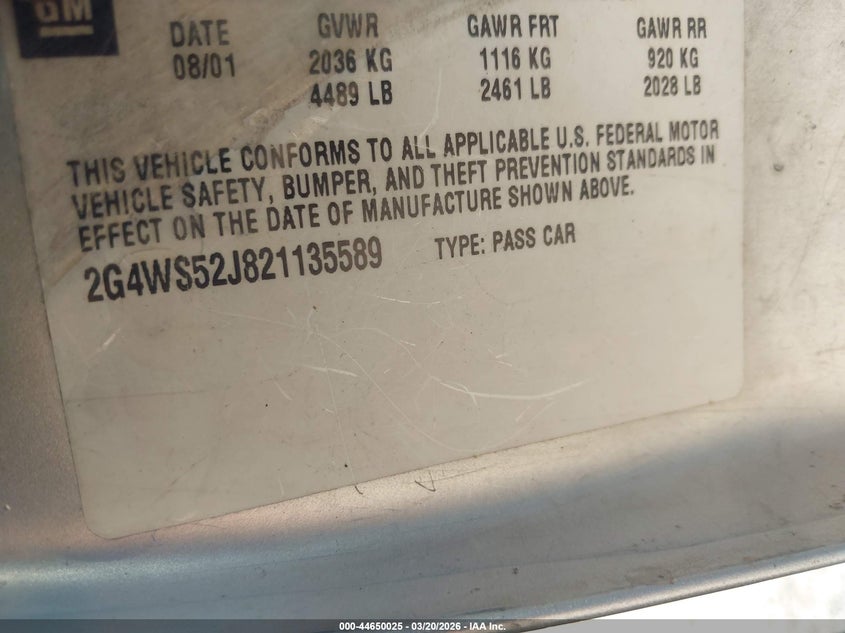 GM
DATE GVWR GAWR FRT GAWR RR
08/01 2036 KG 1116 KG 920 KG
4489 LB 2461 LB 2028 LB
THIS VEHICLE CONFORMS TO ALL APPLICABLE U.S. FEDERAL MOTOR
VEHICLE SAFETY, BUMPER, AND THEFT PREVENTION STANDARDS IN
EFFECT ON THE DATE OF MANUFACTURE SHOWN ABOVE.
2G4WS52J821135589 TYPE: PASS CAR
000-44650025 - 03/20/2026 - IAA Inc.